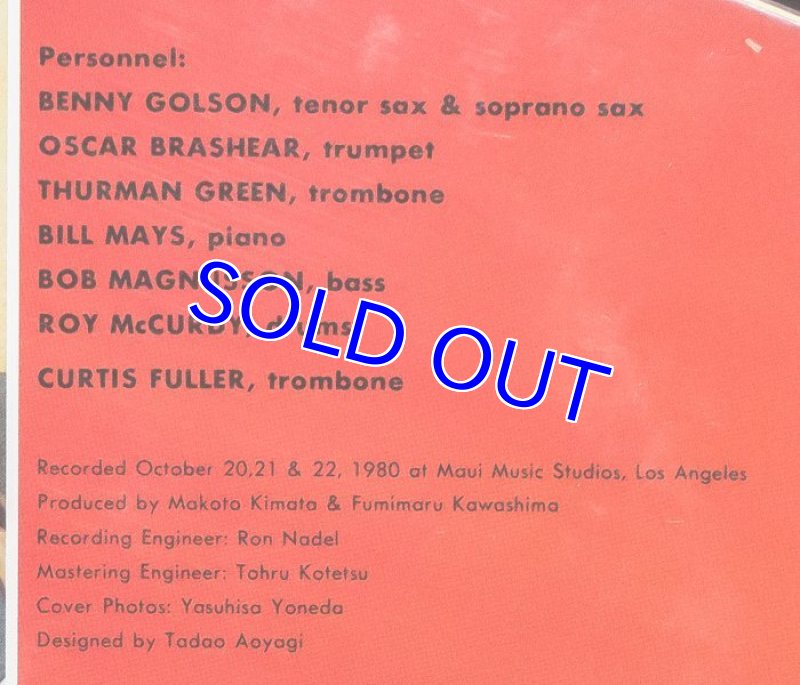 Personnel:
BENNY GOLSON, tenor sax & soprano sax
OSCAR BRASHEAR, trumpet
THURMAN GREEN, trombone
BILL MAYS, piano
BOB MAGNUSSON, bass
ROY McCURDY, drums
SOLD OUT
CURTIS FULLER, trombone
Recorded October 20,21 & 22, 1980 at Maui Music Studios, Los Angeles
Produced by Makoto Kimata & Fumimaru Kawashima
Recording Engineer: Ron Nadel
Mastering Engineer: Tohru Kotetsu
Cover Photos: Yasuhisa Yoneda
Designed by Tadao Aoyagi